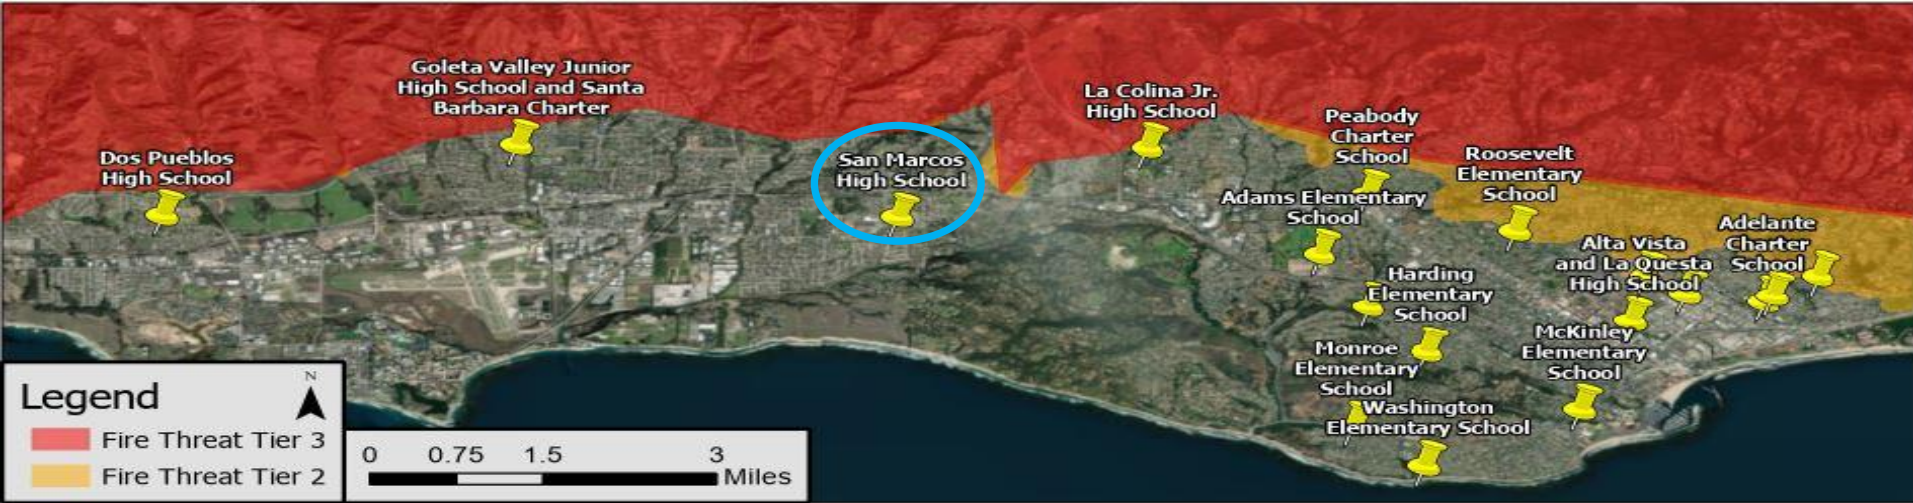 Goleta Valley Junior
High School and Santa
Barbara Charter
La Colina Jr.
High School
Peabody
Charter
School
Dos Pueblos
High School
San Marcos
High School
Roosevelt
Elementary
School
Adams Elementary
School
Adelante
Charter
School
Alta Vista
and La Questa
High School
Harding
Elementary
School
McKinley
Elementary
School
Monroe
Elementary
School
Washington
Elementary School
Legend
N
Fire Threat Tier 3
Fire Threat Tier 2
0 0.75 1.5 3
Miles